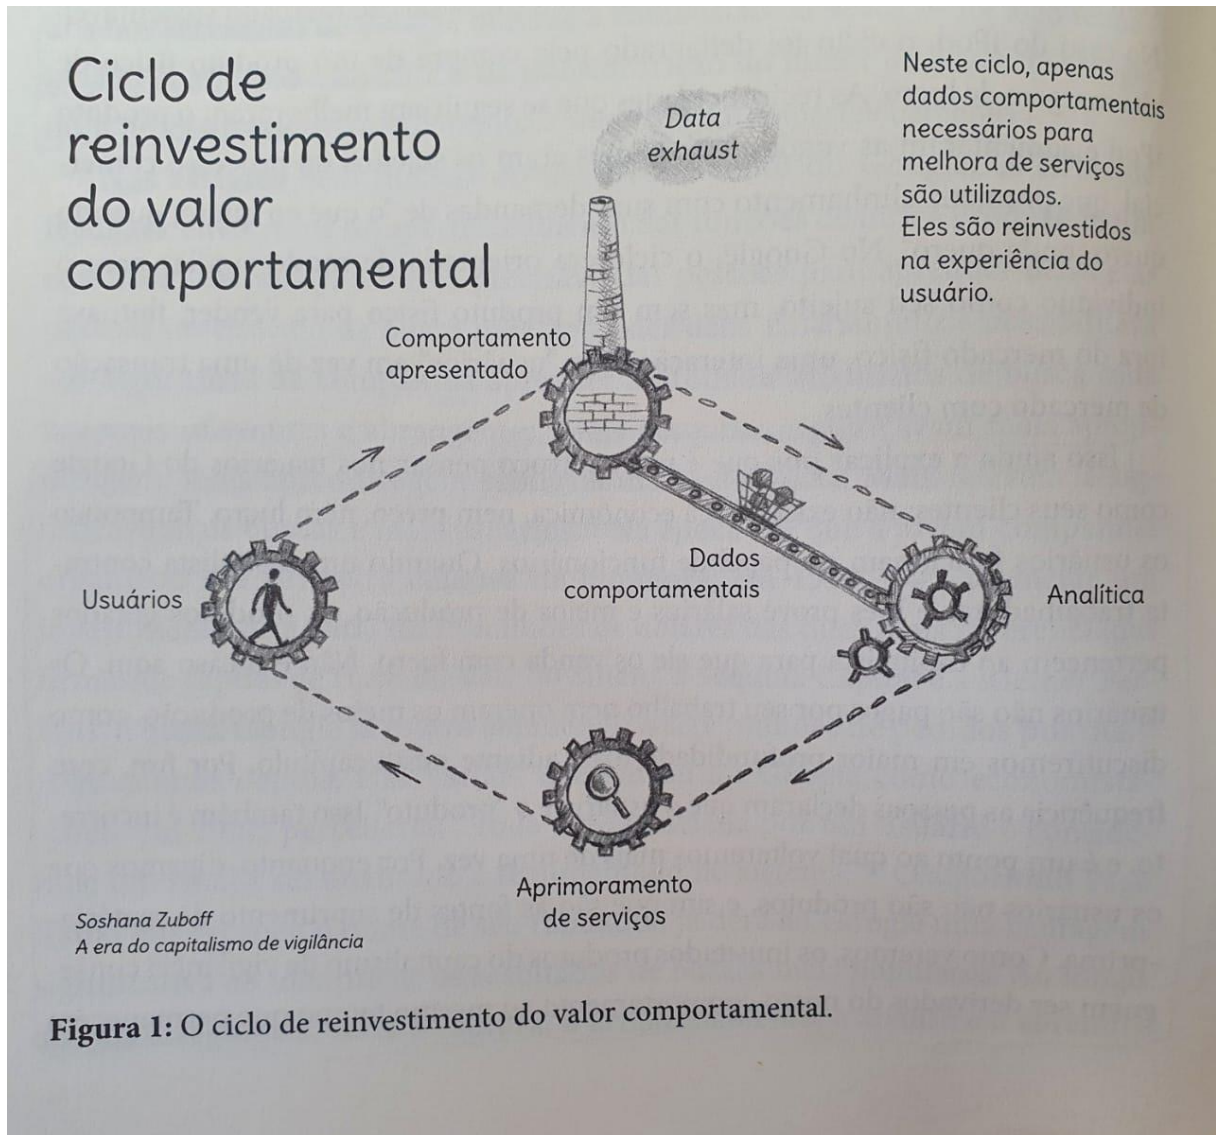 Ciclo de
reinvestimento
do valor
comportamental
Data
exhaust
Neste ciclo, apenas
dados comportamentais
necessários para
melhora de serviços
são utilizados.
Eles são reinvestidos
na experiência do
usuário.
Comportamento
apresentado
Usuários
Dados
comportamentais
Analítica
Aprimoramento
de serviços
Soshana Zuboff
A era do capitalismo de vigilância
Figura 1: O ciclo de reinvestimento do valor comportamental.